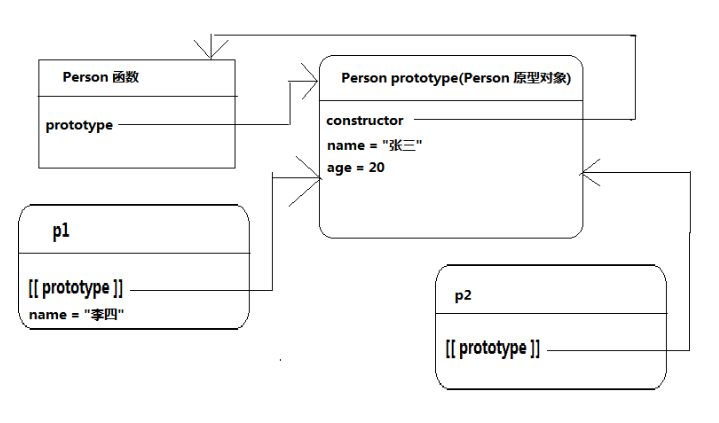 Person 函数
prototype
Person prototype(Person 原型对象)
constructor
name = "张三"
age = 20
p1
[[ prototype ]]
name = "李四"
p2
[[ prototype ]]